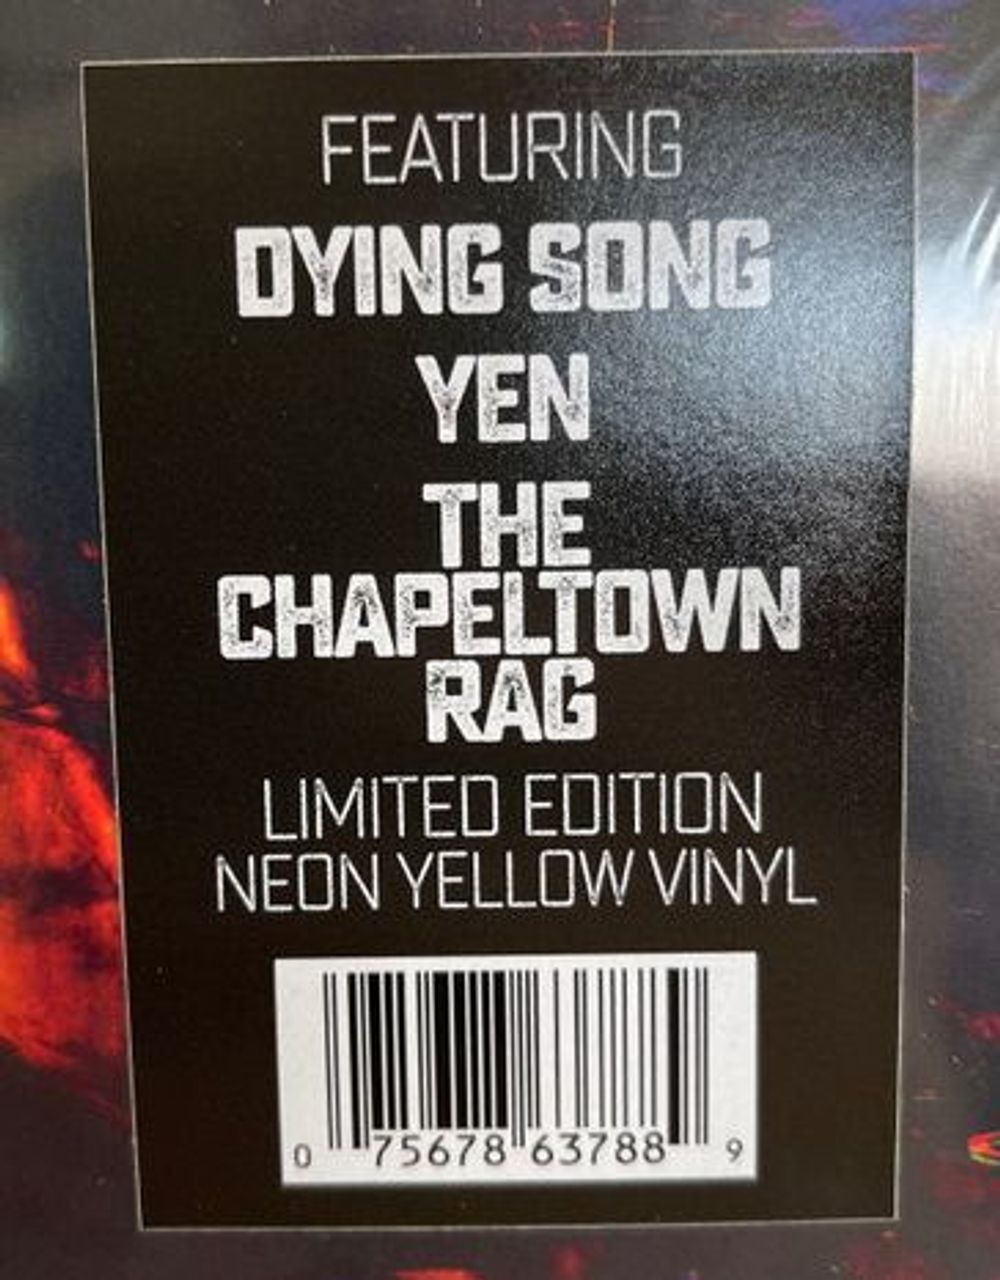 FEATURING
DYING SONG
YEN
THE
CHAPELTOWN
RAG
LIMITED EDITION
NEON YELLOW VINYL
0 75678 63788 9